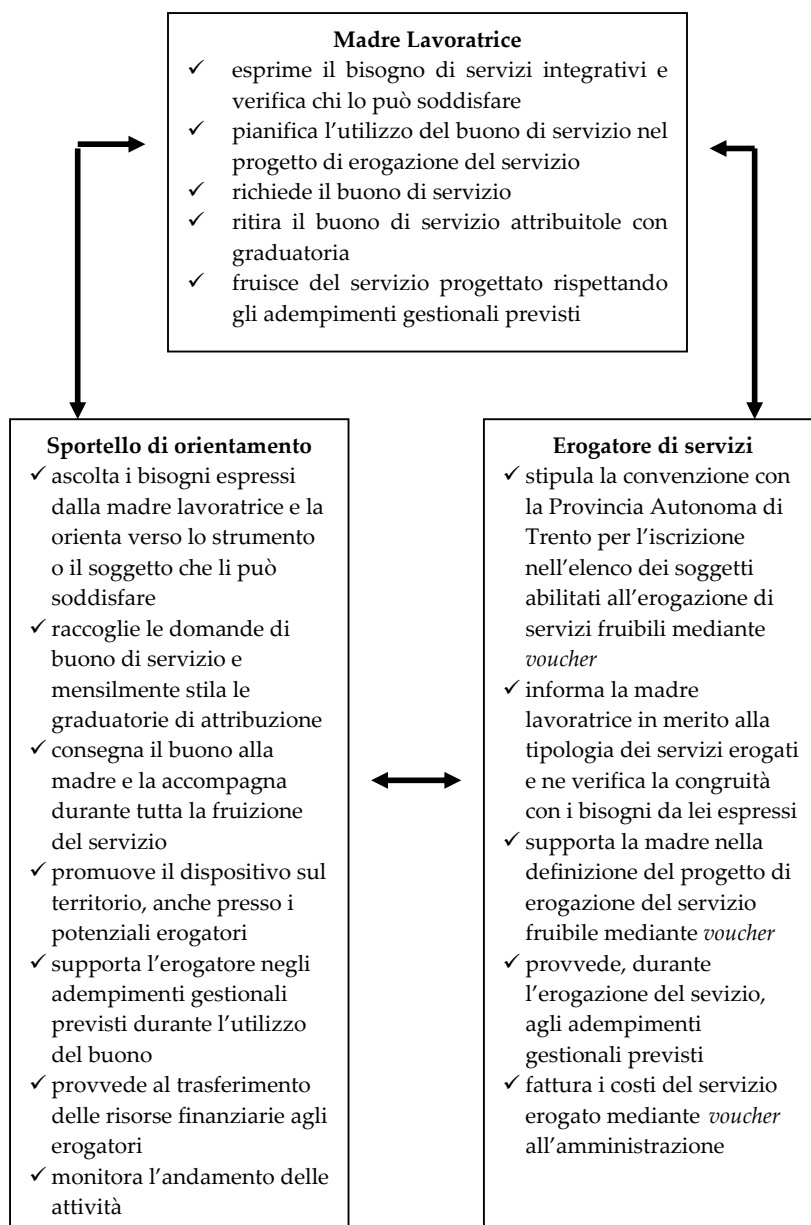 Madre Lavoratrice
✓ esprime il bisogno di servizi integrativi e
verifica chi lo può soddisfare
✓ pianifica l'utilizzo del buono di servizio nel
progetto di erogazione del servizio
✓ richiede il buono di servizio
✓ ritira il buono di servizio attribuitole con
graduatoria
✓ fruisce del servizio progettato rispettando
gli adempimenti gestionali previsti
Sportello di orientamento
✓ ascolta i bisogni espressi
dalla madre lavoratrice e la
orienta verso lo strumento
o il soggetto che li può
soddisfare
✓ raccoglie le domande di
buono di servizio e
mensilmente stila le
graduatorie di attribuzione
✓ consegna il buono alla
madre e la accompagna
durante tutta la fruizione
del servizio
✓ promuove il dispositivo sul
territorio, anche presso i
potenziali erogatori
✓ supporta l'erogatore negli
adempimenti gestionali
previsti durante l'utilizzo
del buono
✓ provvede al trasferimento
delle risorse finanziarie agli
erogatori
✓ monitora l'andamento delle
attività
Erogatore di servizi
✓ stipula la convenzione con
la Provincia Autonoma di
Trento per l'iscrizione
nell'elenco dei soggetti
abilitati all'erogazione di
servizi fruibili mediante
voucher
✓ informa la madre
lavoratrice in merito alla
tipologia dei servizi erogati
e ne verifica la congruità
con i bisogni da lei espressi
✓ supporta la madre nella
definizione del progetto di
erogazione del servizio
fruibile mediante voucher
✓ provvede, durante
l'erogazione del sevizio,
agli adempimenti
gestionali previsti
✓ fattura i costi del servizio
erogato mediante voucher
all'amministrazione